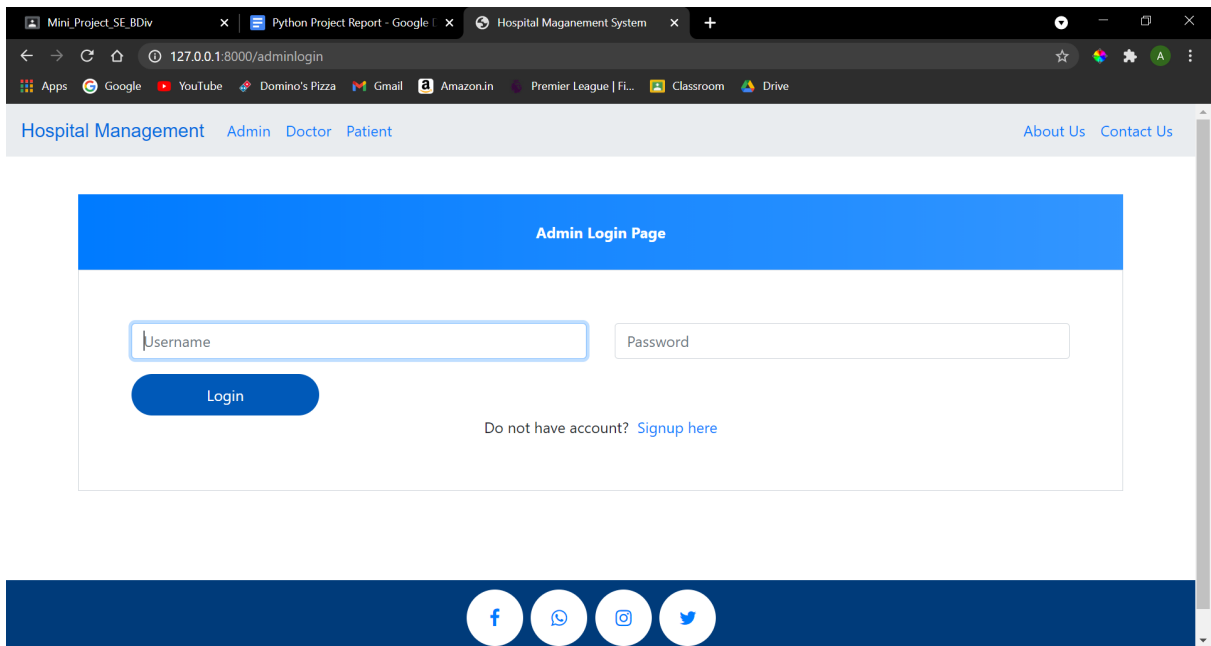 Mini_Project_SE_BDiv Python Project Report - Google Hospital Maganement System
127.0.0.1:8000/adminlogin A
Apps Google YouTube Domino's Pizza Gmail a Amazon.in Premier League | Fi... Classroom Drive
Hospital Management Admin Doctor Patient About Us Contact Us
Admin Login Page
Username Password
Login
Do not have account? Signup here